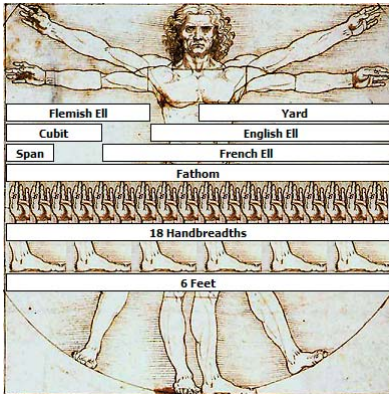 Flemish Ell Yard
Cubit English Ell
Span French Ell
Fathom
18 Handbreadths
6 Feet